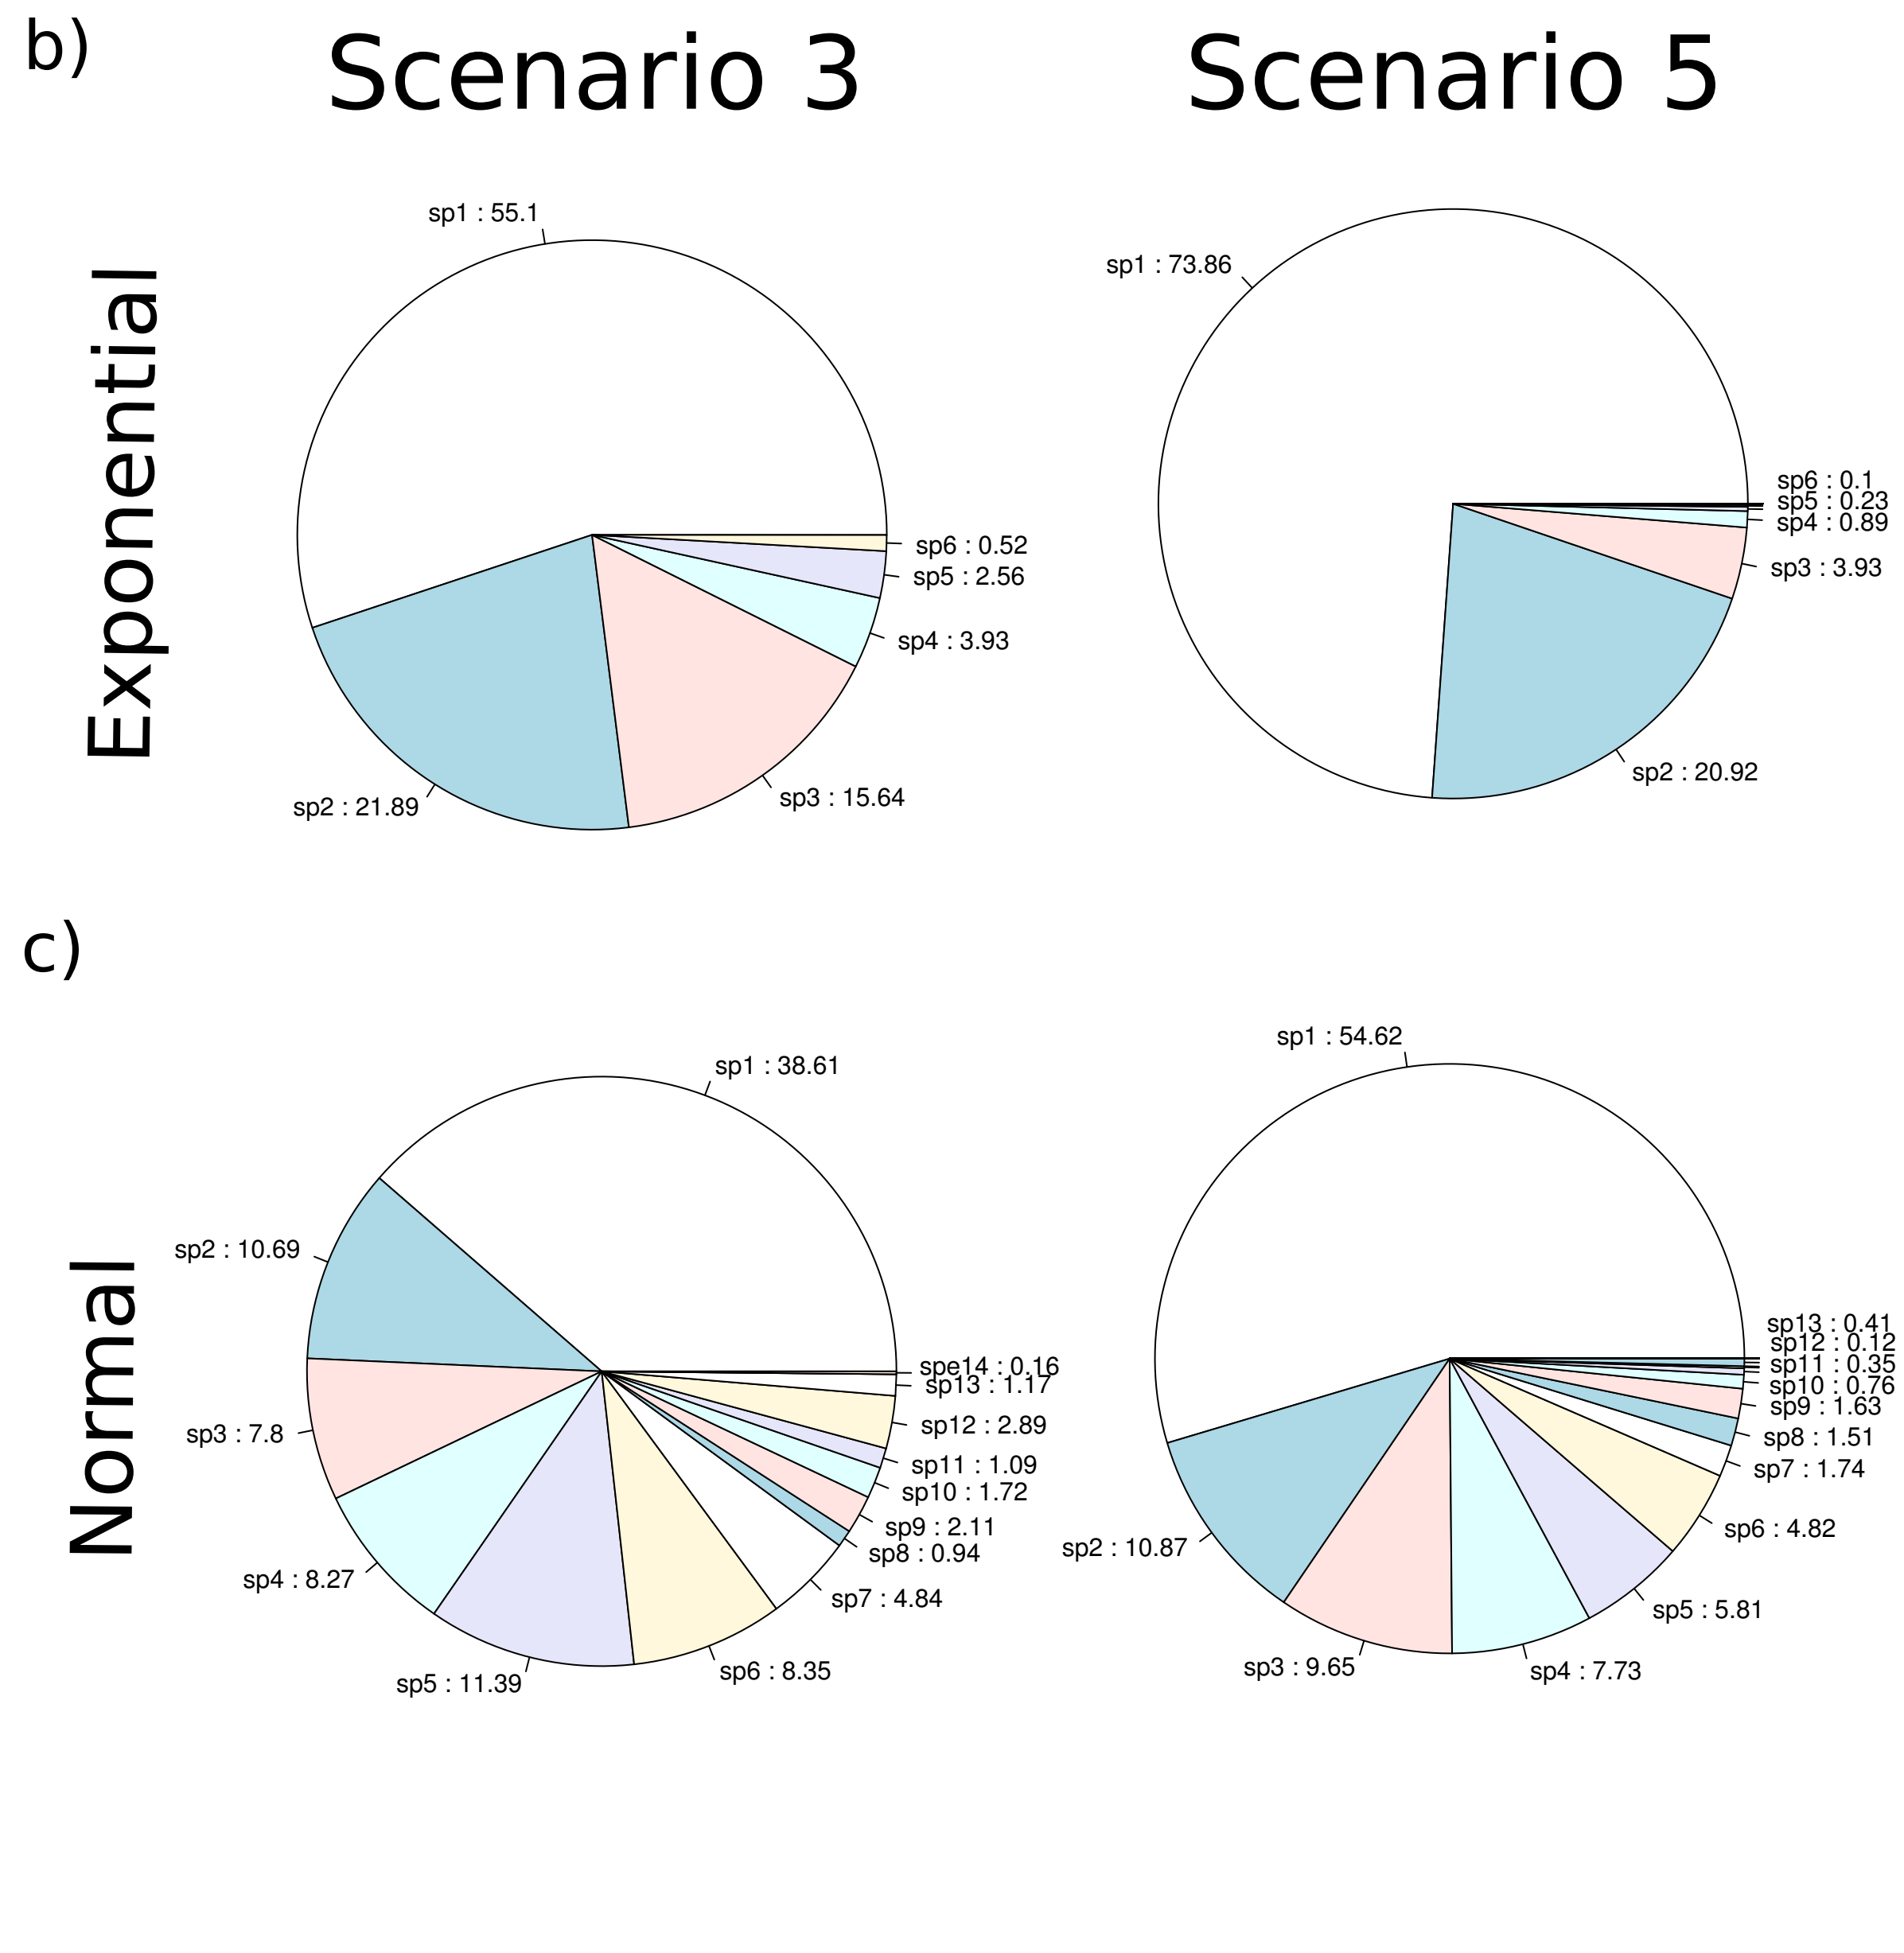 b)
Scenario 3
Scenario 5
Exponential
sp1 : 55.1
sp2 : 21.89
sp3 : 15.64
sp4 : 3.93
sp5 : 2.56
sp6 : 0.52
sp1 : 73.86
sp2 : 20.92
sp3 : 3.93
sp4 : 0.89
sp5 : 0.23
sp6 : 0.1
c)
Normal
sp1 : 38.61
sp2 : 10.69
sp3 : 7.8
sp4 : 8.27
sp5 : 11.39
sp6 : 8.35
sp7 : 4.84
sp8 : 0.94
sp9 : 2.11
sp10 : 1.72
sp11 : 1.09
sp12 : 2.89
sp13 : 1.17
spe14 : 0.16
sp1 : 54.62
sp2 : 10.87
sp3 : 9.65
sp4 : 7.73
sp5 : 5.81
sp6 : 4.82
sp7 : 1.74
sp8 : 1.51
sp9 : 1.63
sp10 : 0.76
sp11 : 0.35
sp12 : 0.12
sp13 : 0.41